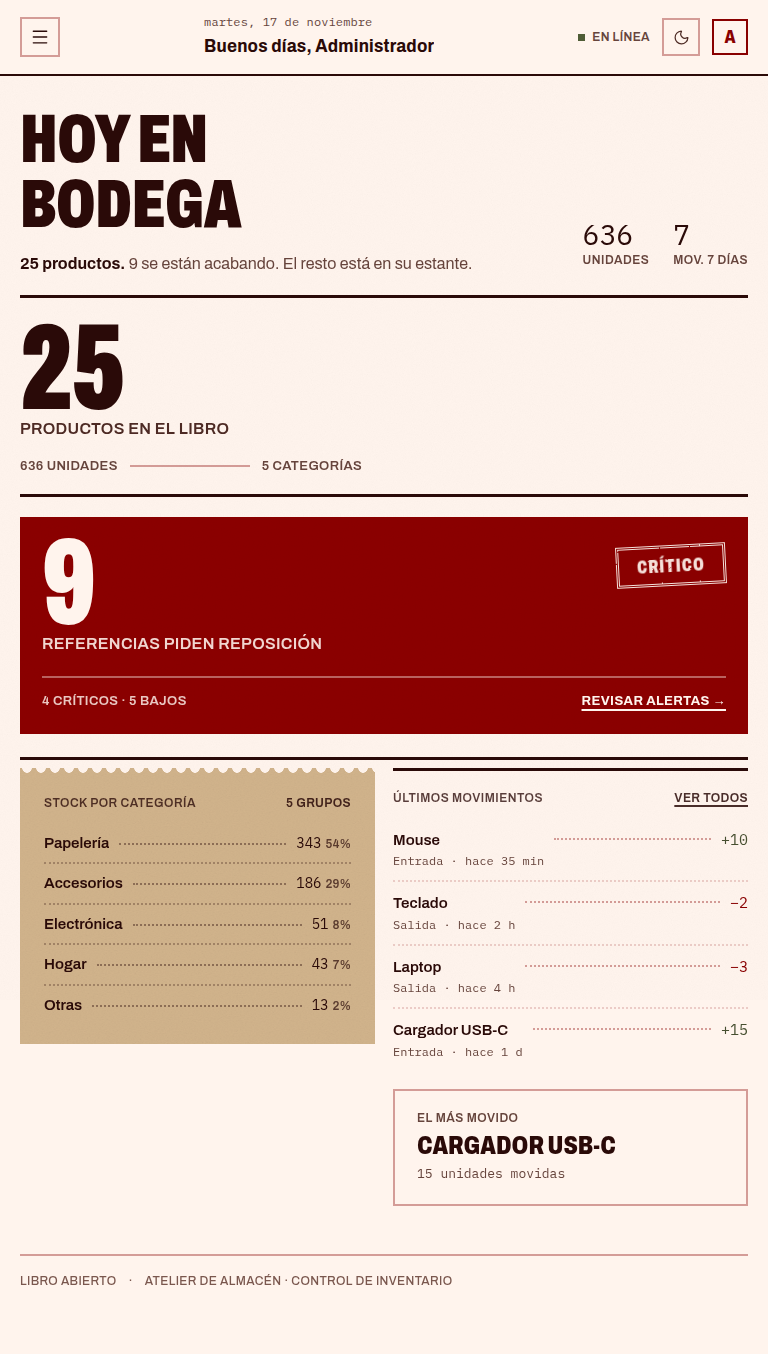 martes, 17 de noviembre
Buenos días, Administrador
EN LÍNEA
A
HOY EN
BODEGA
25 productos. 9 se están acabando. El resto está en su estante.
636
UNIDADES
7
MOV. 7 DÍAS
25
PRODUCTOS EN EL LIBRO
636 UNIDADES
5 CATEGORÍAS
9
CRÍTICO
REFERENCIAS PIDEN REPOSICIÓN
4 CRÍTICOS · 5 BAJOS
REVISAR ALERTAS →
STOCK POR CATEGORÍA
5 GRUPOS
Papelería 343 54%
Accesorios 186 29%
Electrónica 51 8%
Hogar 43 7%
Otras 13 2%
ÚLTIMOS MOVIMIENTOS
VER TODOS
Mouse +10
Entrada · hace 35 min
Teclado −2
Salida · hace 2 h
Laptop −3
Salida · hace 4 h
Cargador USB-C +15
Entrada · hace 1 d
EL MÁS MOVIDO
CARGADOR USB-C
15 unidades movidas
LIBRO ABIERTO · ATELIER DE ALMACÉN · CONTROL DE INVENTARIO